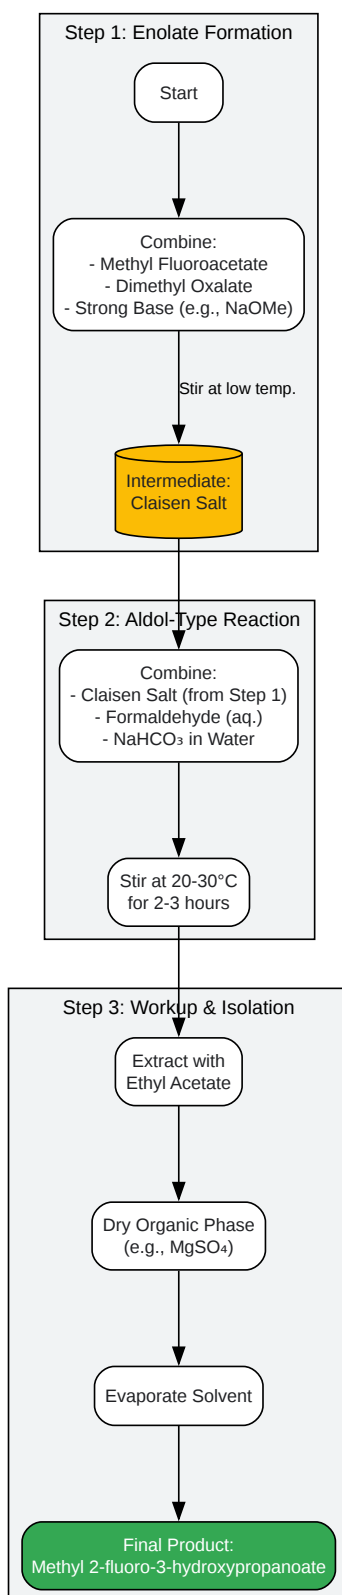 Step 1: Enolate Formation
Start
Combine:
- Methyl Fluoroacetate
- Dimethyl Oxalate
- Strong Base (e.g., NaOMe)
Stir at low temp.
Intermediate:
Claisen Salt
Step 2: Aldol-Type Reaction
Combine:
- Claisen Salt (from Step 1)
- Formaldehyde (aq.)
- NaHCO₃ in Water
Stir at 20-30°C
for 2-3 hours
Step 3: Workup & Isolation
Extract with
Ethyl Acetate
Dry Organic Phase
(e.g., MgSO₄)
Evaporate Solvent
Final Product:
Methyl 2-fluoro-3-hydroxypropanoate